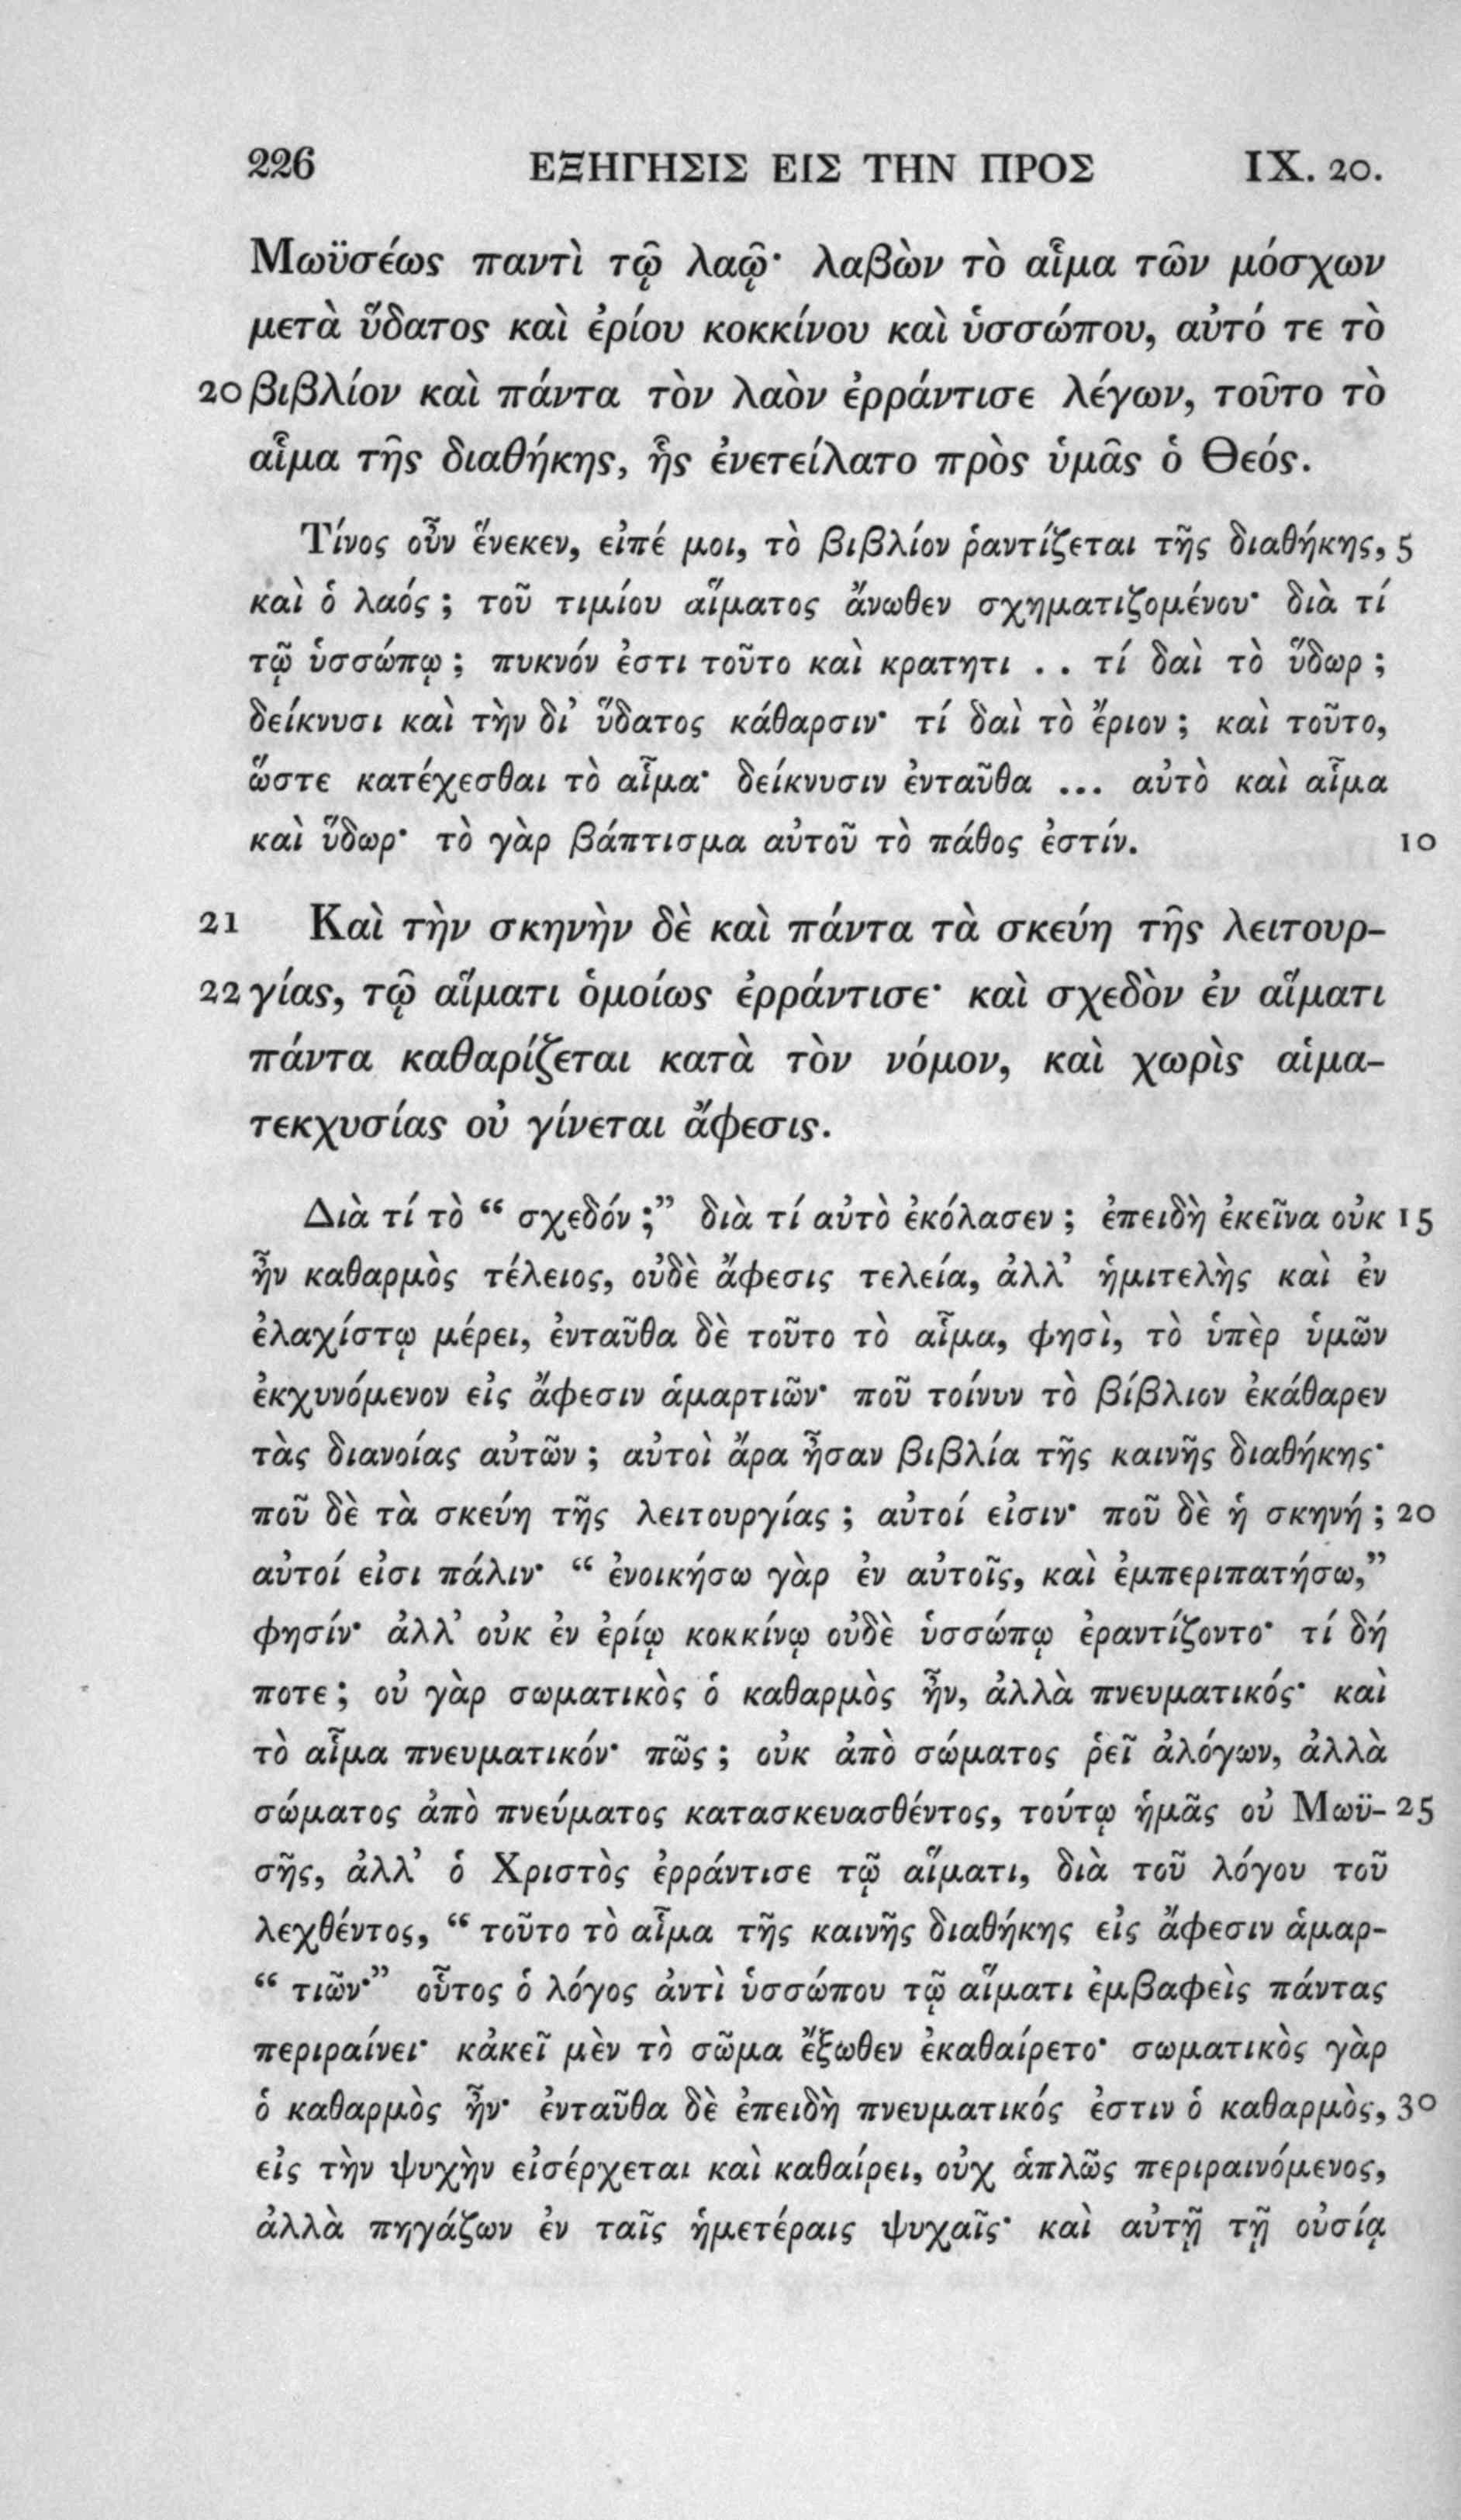 226 ΕΞΗΓΗΣΙΣ ΕΙΣ ΤΗΝ ΠΡΟΣ IX. 20.
Μωϋσέως παντὶ τῷ λαῷ· λαβὼν τὸ αἷμα τῶν μόσχων
μετὰ ὕδατος καὶ ἐρίου κοκκίνου καὶ ὑσσώπου, αὐτό τε τὸ
20 βιβλίον καὶ πάντα τὸν λαὸν ἐρράντισε λέγων, τοῦτο τὸ
αἷμα τῆς διαθήκης, ἧς ἐνετείλατο πρὸς ὑμᾶς ὁ Θεός.
Τίνος οὖν ἕνεκεν, εἰπέ μοι, τὸ βιβλίον ῥαντίζεται τῆς διαθήκης, 5
καὶ ὁ λαός ; τοῦ τιμίου αἵματος ἄνωθεν σχηματιζομένου· διὰ τί
τῷ ὑσσώπῳ ; πυκνόν ἐστι τοῦτο καὶ κρατητι . . τί δαὶ τὸ ὕδωρ ;
δείκνυσι καὶ τὴν δι’ ὕδατος κάθαρσιν· τί δαὶ τὸ ἔριον ; καὶ τοῦτο,
ὥστε κατέχεσθαι τὸ αἷμα· δείκνυσιν ἐνταῦθα ... αὐτὸ καὶ αἷμα
καὶ ὕδωρ· τὸ γὰρ βάπτισμα αὐτοῦ τὸ πάθος ἐστίν. 10
21 Καὶ τὴν σκηνὴν δὲ καὶ πάντα τὰ σκεύη τῆς λειτουρ-
22 γίας, τῷ αἵματι ὁμοίως ἐρράντισε· καὶ σχεδὸν ἐν αἵματι
πάντα καθαρίζεται κατὰ τὸν νόμον, καὶ χωρὶς αἱμα-
τεκχυσίας οὐ γίνεται ἄφεσις.
Διὰ τί τὸ “ σχεδόν ;” διὰ τί αὐτὸ ἐκόλασεν ; ἐπειδὴ ἐκεῖνα οὐκ 15
ἦν καθαρμὸς τέλειος, οὐδὲ ἄφεσις τελεία, ἀλλ’ ἡμιτελὴς καὶ ἐν
ἐλαχίστῳ μέρει, ἐνταῦθα δὲ τοῦτο τὸ αἷμα, φησὶ, τὸ ὑπὲρ ὑμῶν
ἐκχυνόμενον εἰς ἄφεσιν ἁμαρτιῶν· ποῦ τοίνυν τὸ βίβλιον ἐκάθαρεν
τὰς διανοίας αὐτῶν ; αὐτοὶ ἄρα ἦσαν βιβλία τῆς καινῆς διαθήκης·
ποῦ δὲ τὰ σκεύη τῆς λειτουργίας ; αὐτοί εἰσιν· ποῦ δὲ ἡ σκηνή ; 20
αὐτοί εἰσι πάλιν· “ ἐνοικήσω γὰρ ἐν αὐτοῖς, καὶ ἐμπεριπατήσω,”
φησίν· ἀλλ’ οὐκ ἐν ἐρίῳ κοκκίνῳ οὐδὲ ὑσσώπῳ ἐραντίζοντο· τί δή
ποτε ; οὐ γὰρ σωματικὸς ὁ καθαρμὸς ἦν, ἀλλὰ πνευματικός· καὶ
τὸ αἷμα πνευματικόν· πῶς ; οὐκ ἀπὸ σώματος ῥεῖ ἀλόγων, ἀλλὰ
σώματος ἀπὸ πνεύματος κατασκευασθέντος, τούτῳ ἡμᾶς οὐ Μωϋ- 25
σῆς, ἀλλ’ ὁ Χριστὸς ἐρράντισε τῷ αἵματι, διὰ τοῦ λόγου τοῦ
λεχθέντος, “ τοῦτο τὸ αἷμα τῆς καινῆς διαθήκης εἰς ἄφεσιν ἁμαρ-
“ τιῶν·” οὗτος ὁ λόγος ἀντὶ ὑσσώπου τῷ αἵματι ἐμβαφεὶς πάντας
περιραίνει· κἀκεῖ μὲν τὸ σῶμα ἔξωθεν ἐκαθαίρετο· σωματικὸς γὰρ
ὁ καθαρμὸς ἦν· ἐνταῦθα δὲ ἐπειδὴ πνευματικός ἐστιν ὁ καθαρμὸς, 30
εἰς τὴν ψυχὴν εἰσέρχεται καὶ καθαίρει, οὐχ ἁπλῶς περιραινόμενος,
ἀλλὰ πηγάζων ἐν ταῖς ἡμετέραις ψυχαῖς· καὶ αὐτῇ τῇ οὐσίᾳ